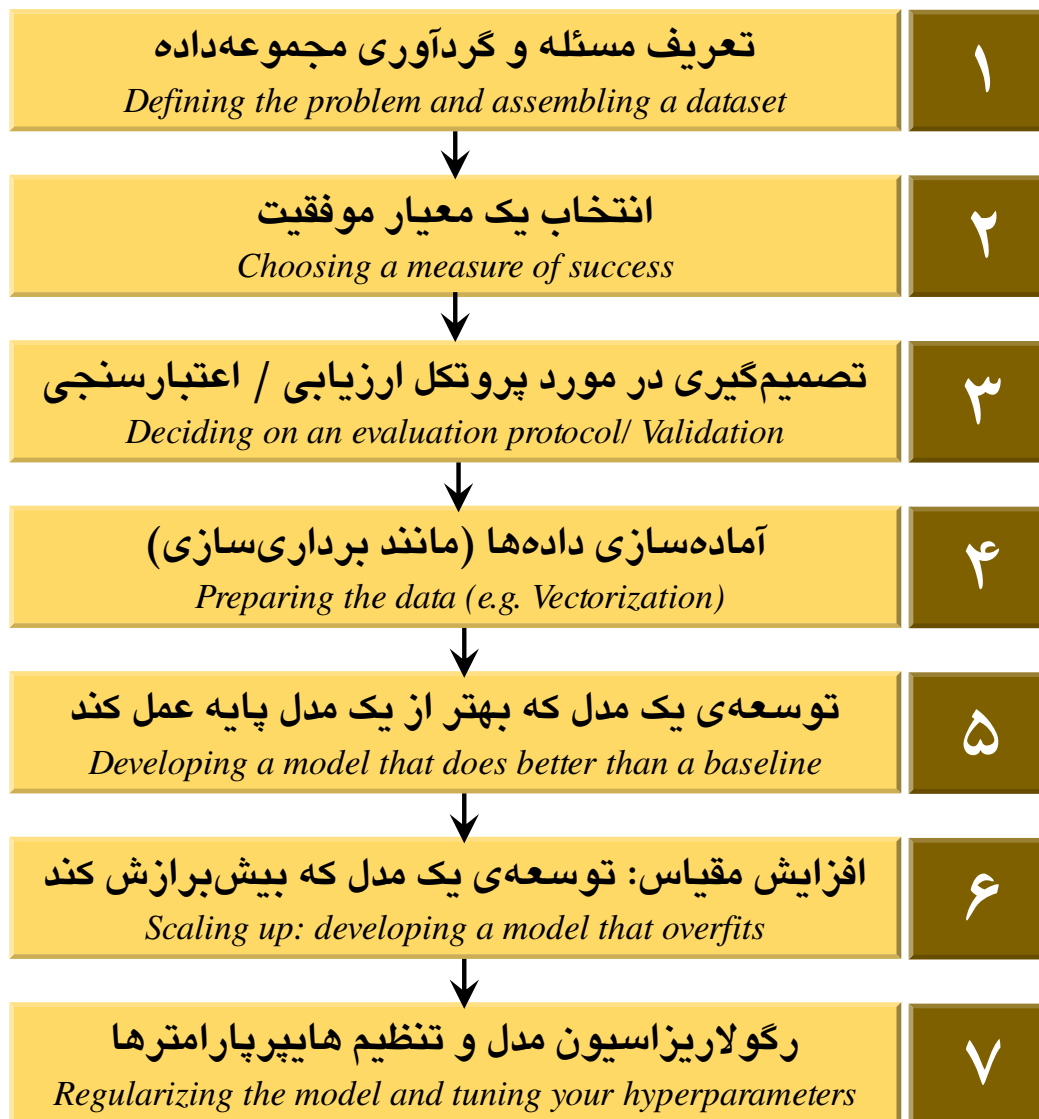 ۱
تعریف مسئله و گردآوری مجموعه‌داده
Defining the problem and assembling a dataset
۲
انتخاب یک معیار موفقیت
Choosing a measure of success
۳
تصمیم‌گیری در مورد پروتکل ارزیابی / اعتبارسنجی
Deciding on an evaluation protocol/ Validation
۴
آماده‌سازی داده‌ها (مانند برداری‌سازی)
Preparing the data (e.g. Vectorization)
۵
توسعه‌ی یک مدل که بهتر از یک مدل پایه عمل کند
Developing a model that does better than a baseline
۶
افزایش مقیاس: توسعه‌ی یک مدل که بیش‌برازش کند
Scaling up: developing a model that overfits
۷
رگولاریزاسیون مدل و تنظیم هایپرپارامترها
Regularizing the model and tuning your hyperparameters